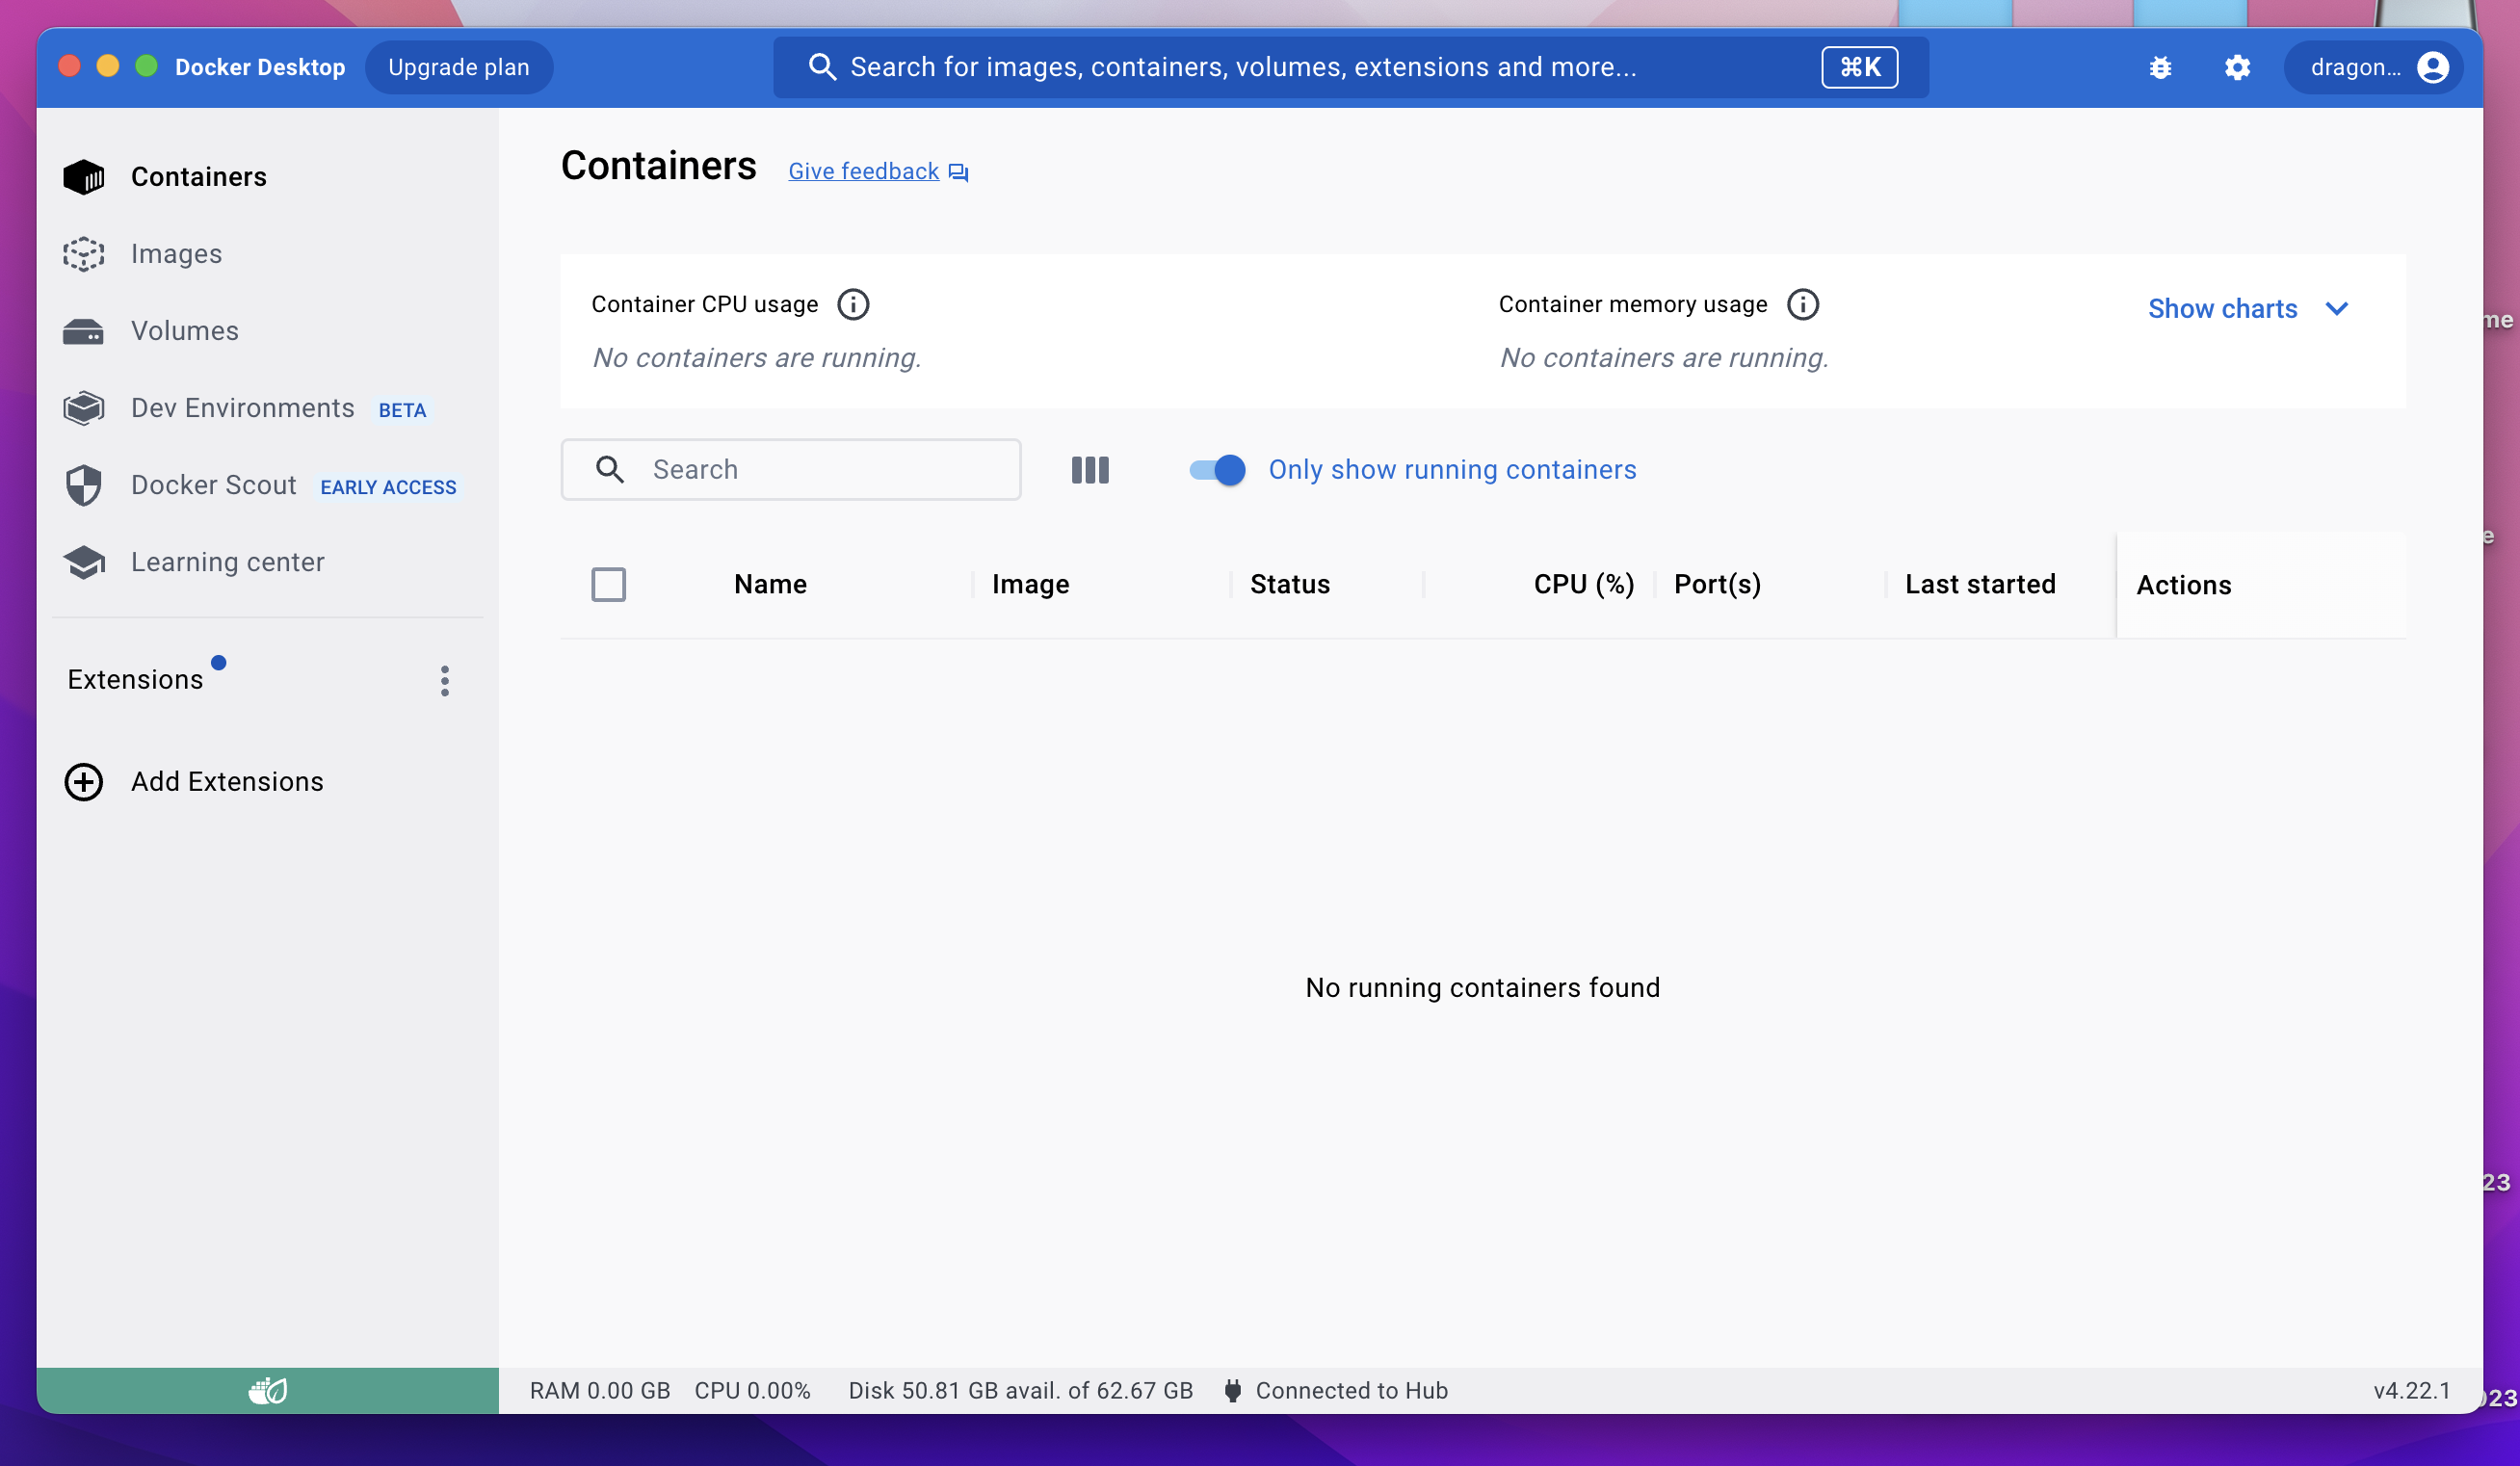 Docker Desktop
Upgrade plan
Search for images, containers, volumes, extensions and more...
⌘K
dragon...
Containers
Images
Volumes
Dev Environments BETA
Docker Scout EARLY ACCESS
Learning center
Extensions
Add Extensions
Containers Give feedback
Container CPU usage
No containers are running.
Container memory usage
No containers are running.
Show charts
Search
Only show running containers
Name Image Status CPU (%) Port(s) Last started Actions
No running containers found
RAM 0.00 GB CPU 0.00% Disk 50.81 GB avail. of 62.67 GB Connected to Hub v4.22.1